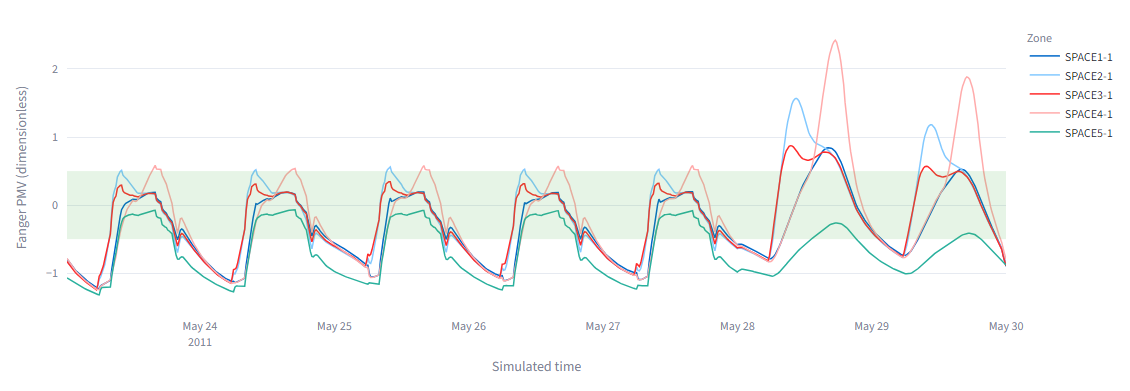 Zone
SPACE1-1
SPACE2-1
SPACE3-1
SPACE4-1
SPACE5-1
Fanger PMV (dimensionless)
2
1
0
−1
May 24
2011
May 25
May 26
May 27
May 28
May 29
May 30
Simulated time